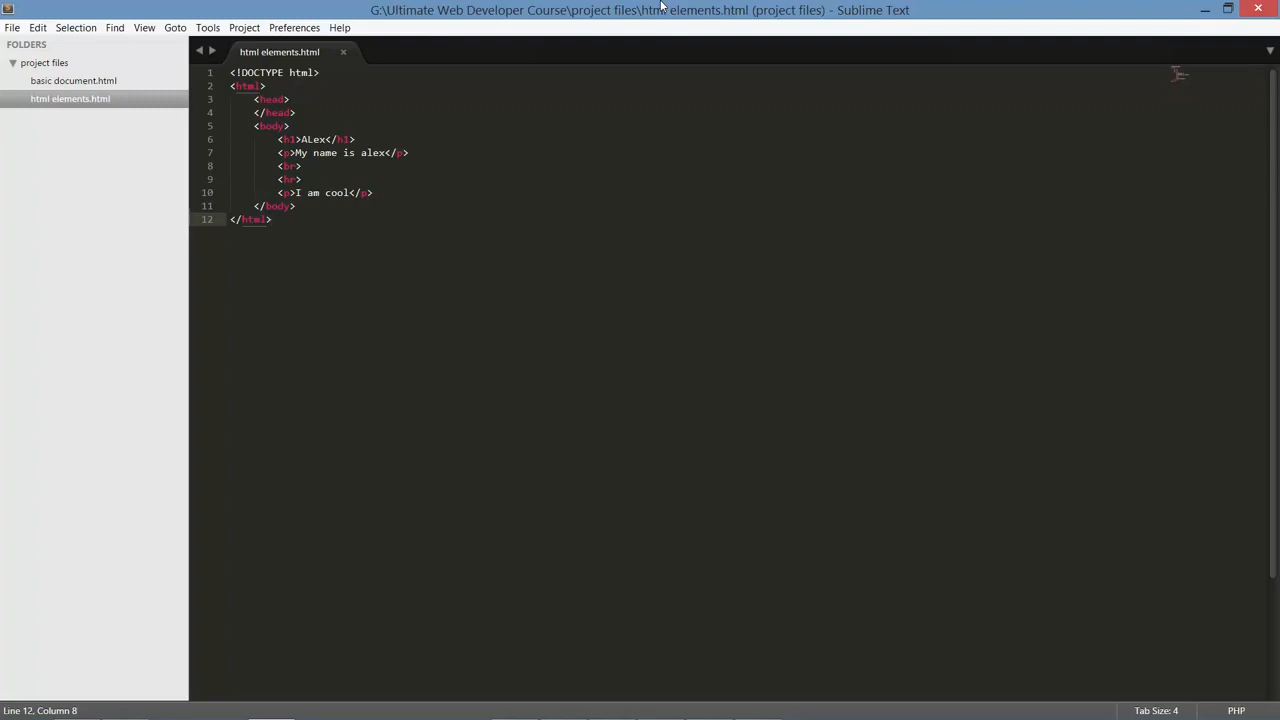 G:\Ultimate Web Developer Course\project files\html elements.html (project files) - Sublime Text
File Edit Selection Find View Goto Tools Project Preferences Help
FOLDERS
project files
basic document.html
html elements.html
html elements.html ×
1 <!DOCTYPE html>
2 <html>
3 <head>
4 </head>
5 <body>
6 <h1>ALex</h1>
7 <p>My name is alex</p>
8 <br>
9 <hr>
10 <p>I am cool</p>
11 </body>
12 </html>
Line 12, Column 8 Tab Size: 4 PHP